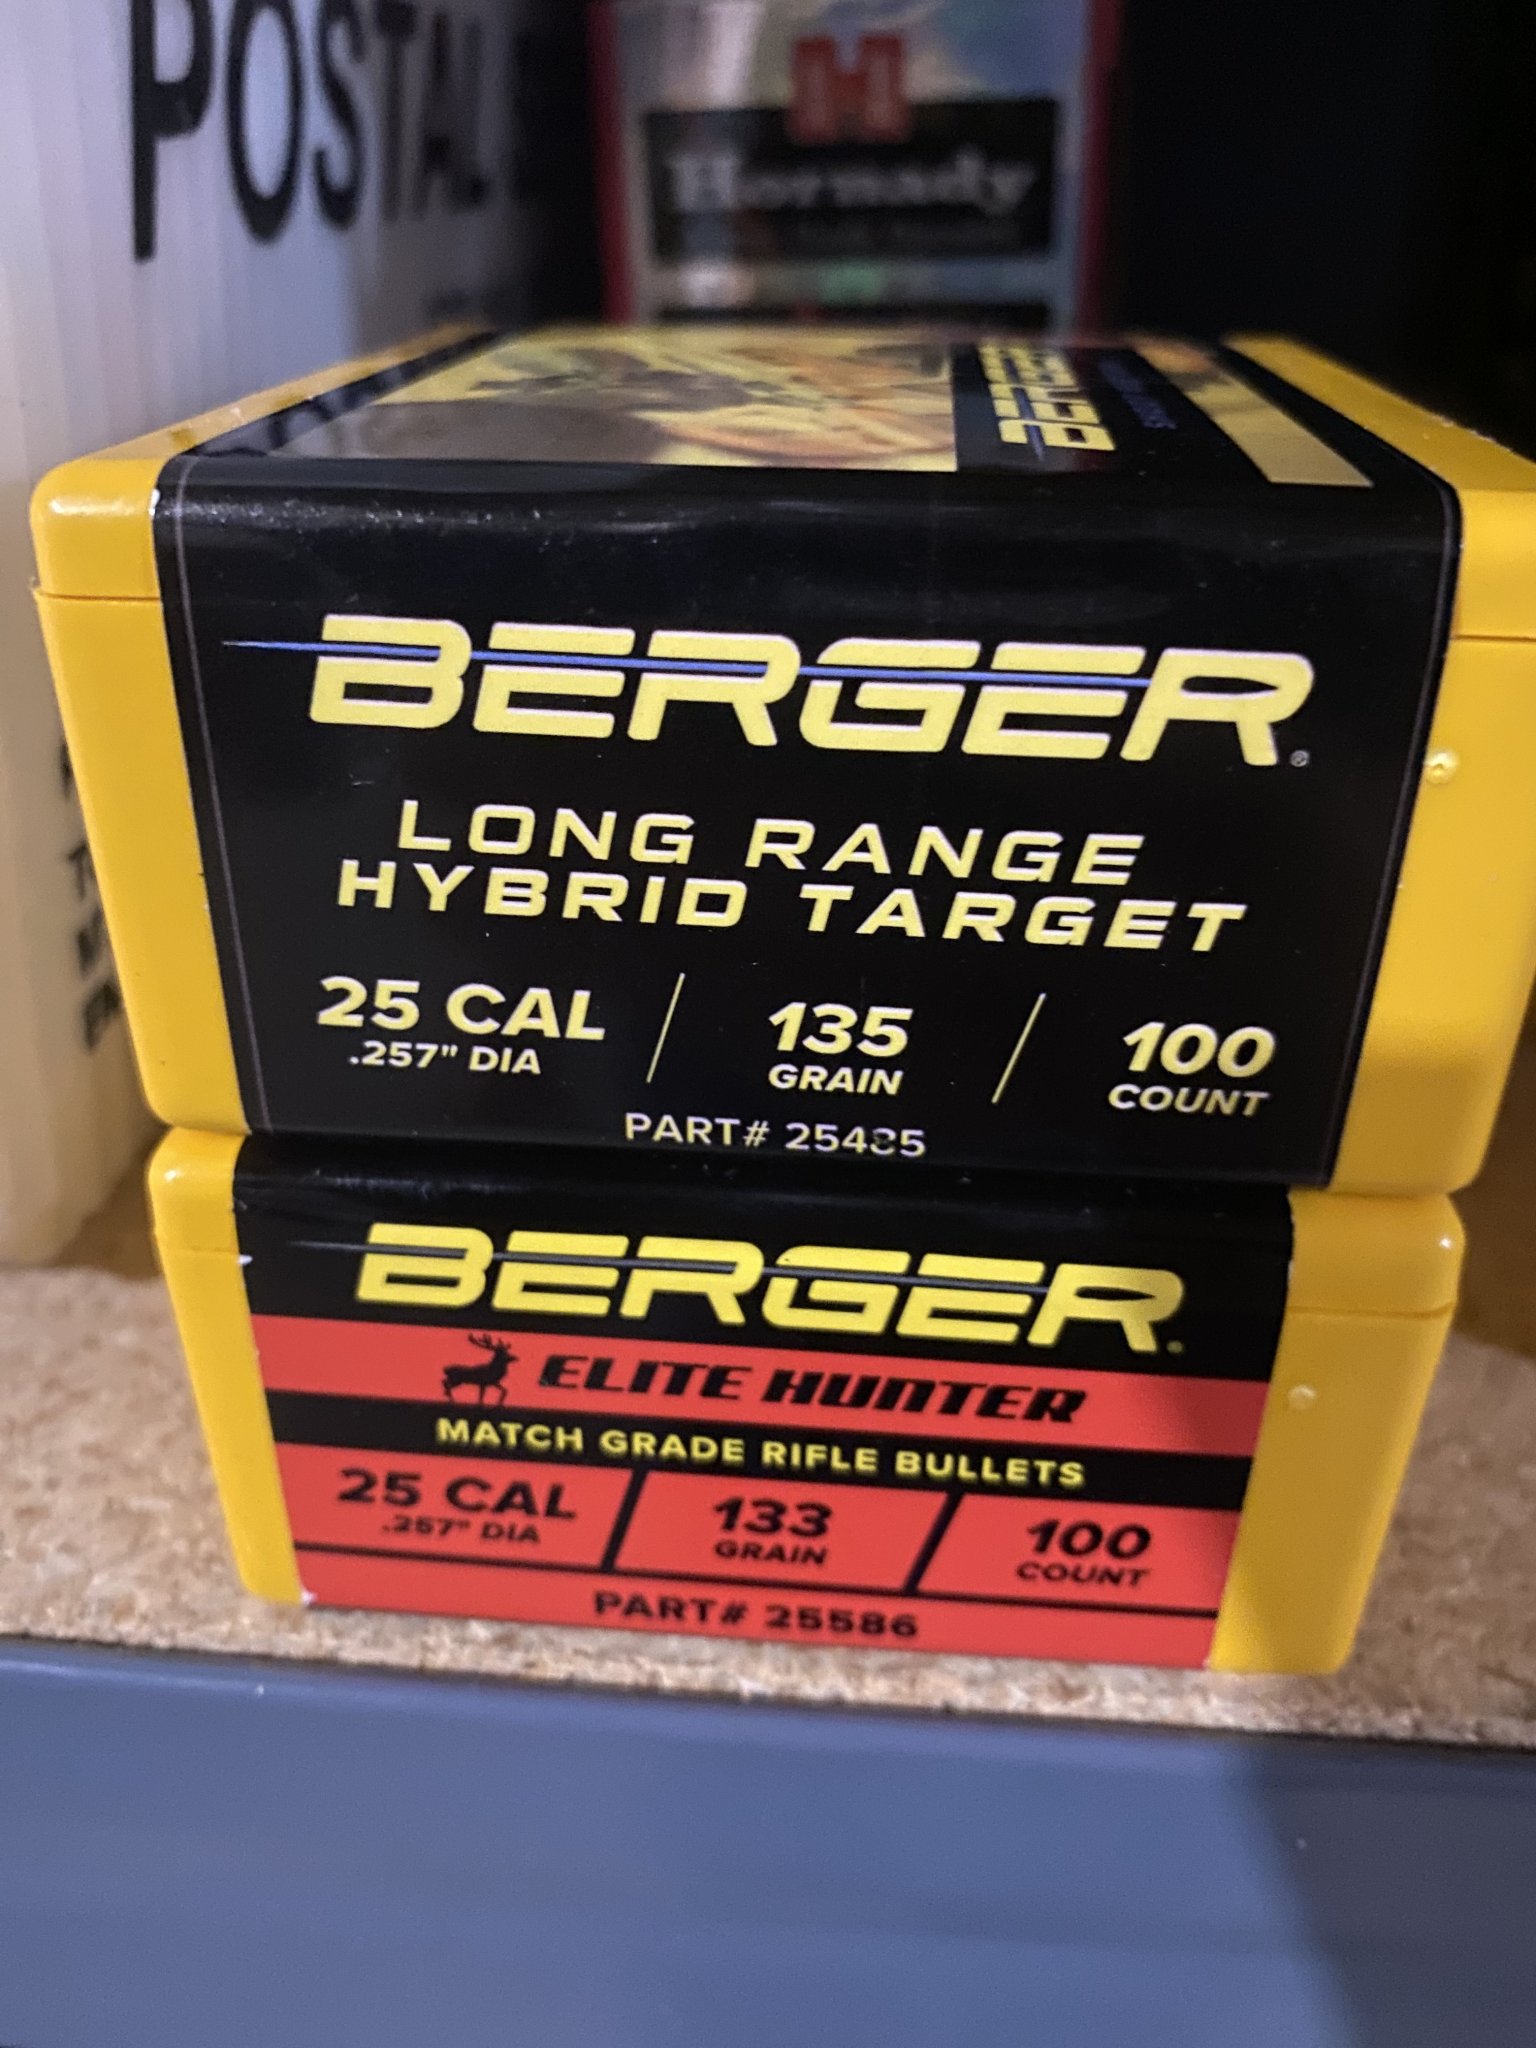 POSTAL
H
Hornady
BERGER
BERGER®
LONG RANGE
HYBRID TARGET
25 CAL
.257" DIA
135
GRAIN
100
COUNT
PART# 25485
BERGER®
ELITE HUNTER
MATCH GRADE RIFLE BULLETS
25 CAL
.257" DIA
133
GRAIN
100
COUNT
PART# 25586